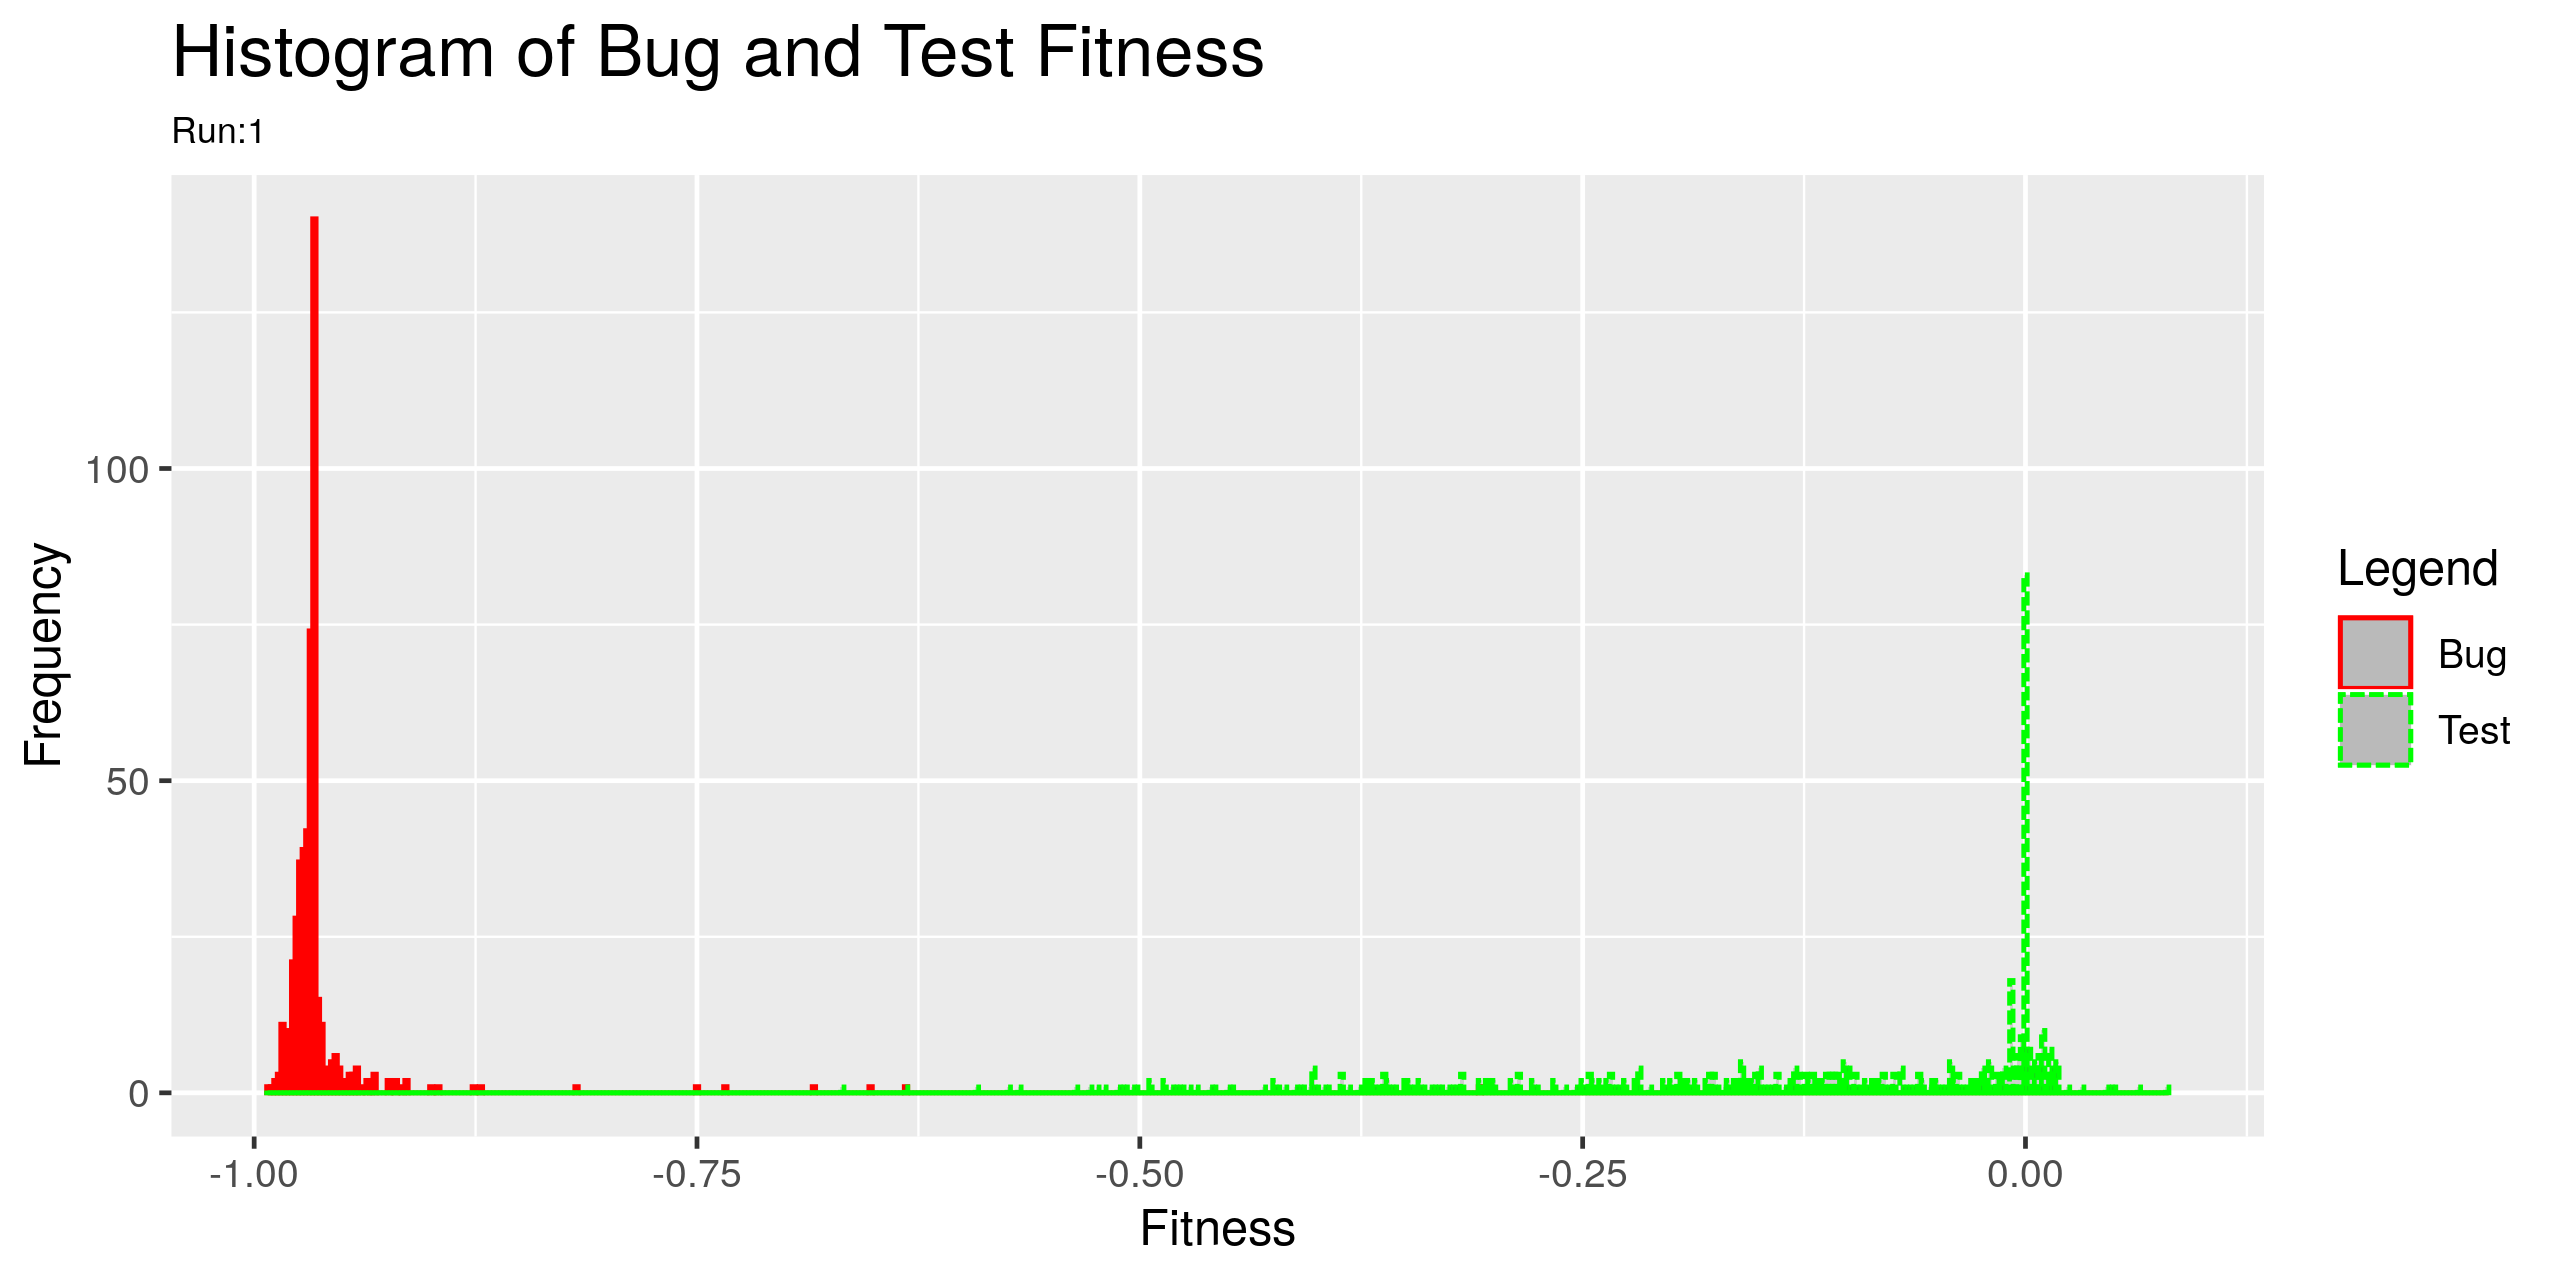 Histogram of Bug and Test Fitness
Run:1
Frequency
100
50
0
-1.00
-0.75
-0.50
-0.25
0.00
Fitness
Legend
Bug
Test